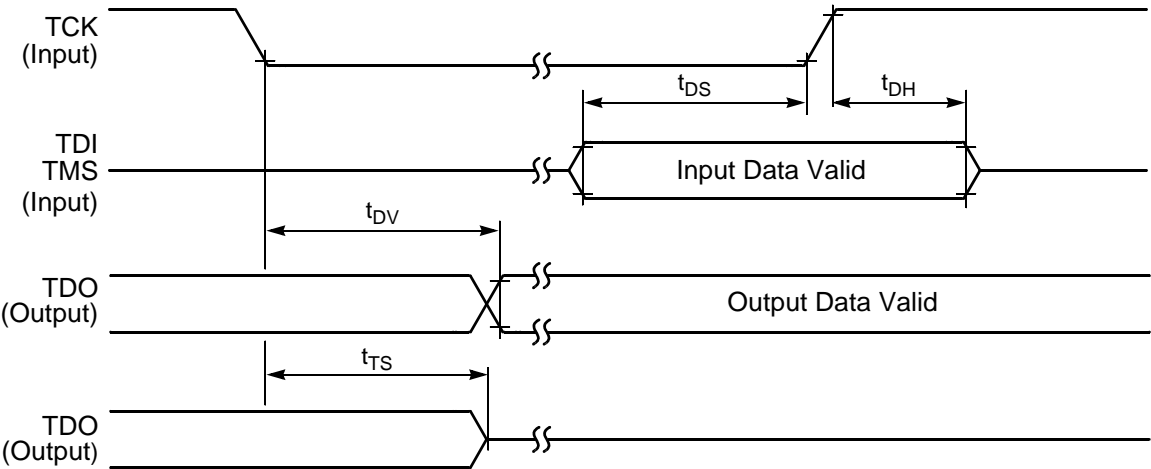 TCK
(Input)
tDS
tDH
TDI
TMS
(Input)
Input Data Valid
tDV
TDO
(Output)
Output Data Valid
tTS
TDO
(Output)